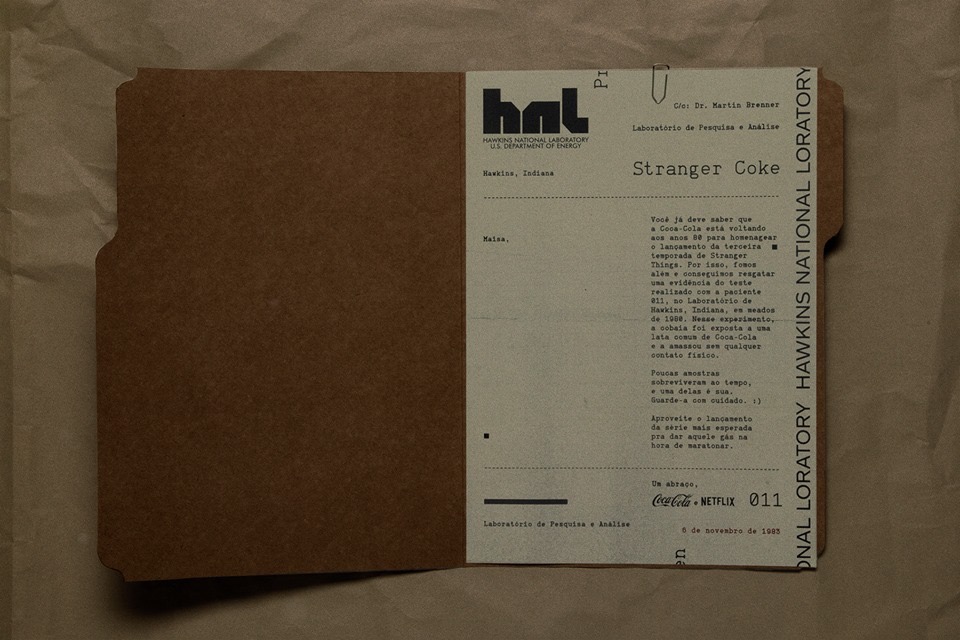 hnl
HAWKINS NATIONAL LABORATORY
U.S. DEPARTMENT OF ENERGY
Pr
C/o: Dr. Martin Brenner
Laboratório de Pesquisa e Análise
Hawkins, Indiana
Stranger Coke
Maisa,
Você já deve saber que
a Coca-Cola está voltando
aos anos 80 para homenagear
o lançamento da terceira
temporada de Stranger
Things. Por isso, fomos
além e conseguimos resgatar
uma evidência do teste
realizado com a paciente
011, no Laboratório de
Hawkins, Indiana, em meados
de 1980. Nesse experimento,
a cobaia foi exposta a uma
lata comum de Coca-Cola
e a amassou sem qualquer
contato físico.
Poucas amostras
sobreviveram ao tempo,
e uma delas é sua.
Guarde-a com cuidado. :)
Aproveite o lançamento
da série mais esperada
pra dar aquele gás na
hora de maratonar.
Um abraço,
Coca-Cola e NETFLIX
011
Laboratório de Pesquisa e Análise
6 de novembro de 1983
en
ONAL LORATORY HAWKINS NATIONAL LORATORY